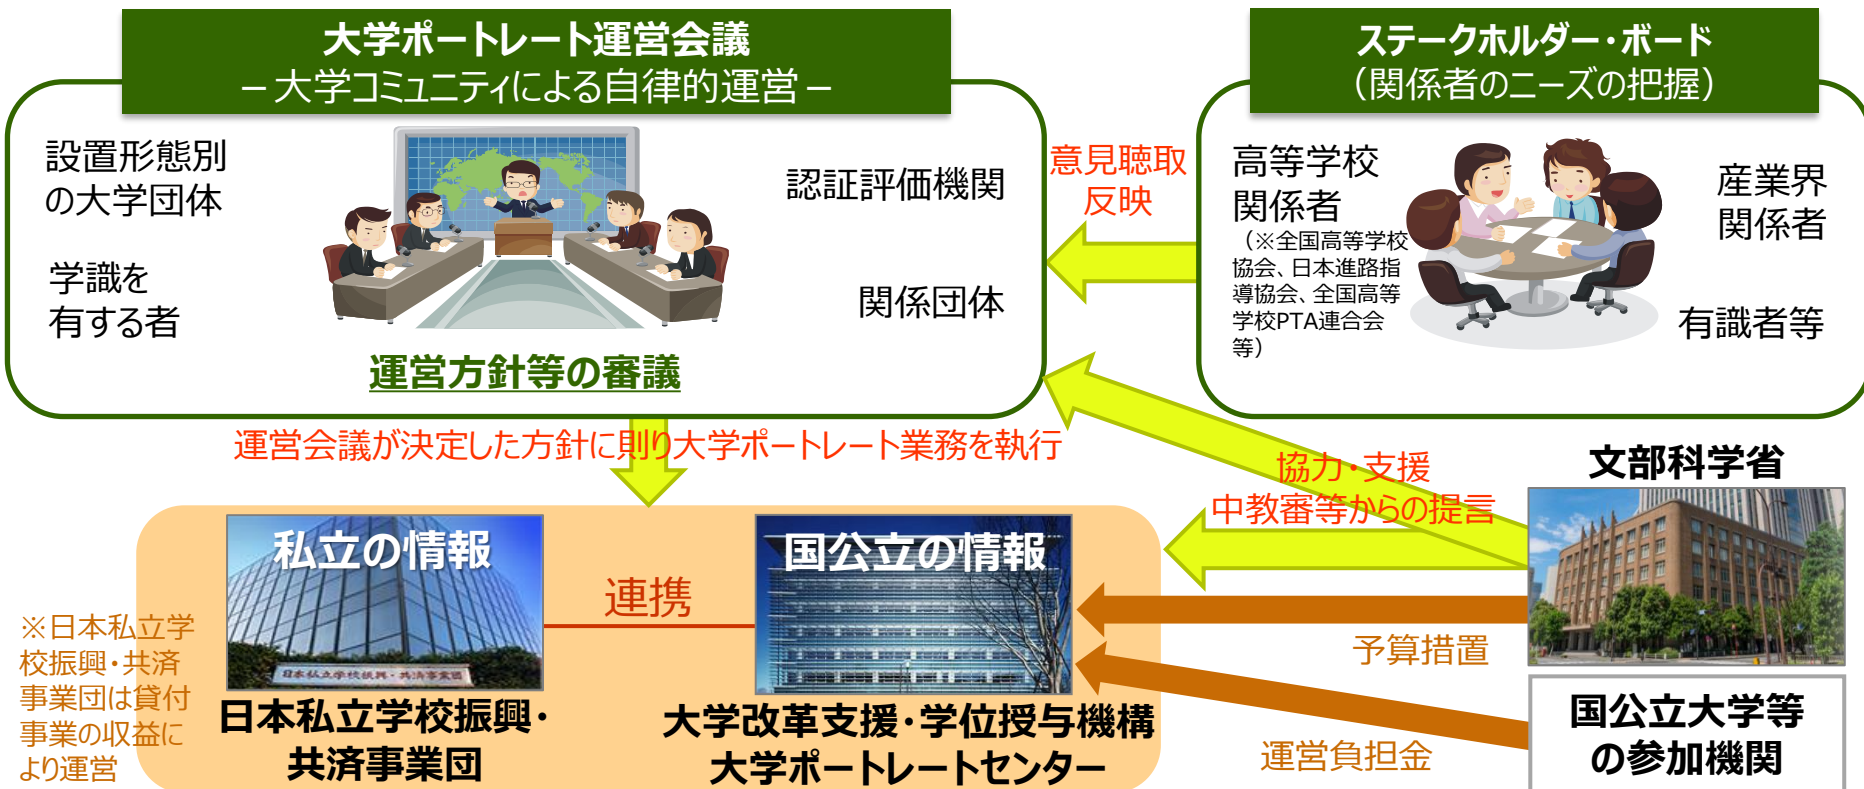 大学ポートレート運営会議
－大学コミュニティによる自律的運営－
設置形態別
の大学団体
学識を
有する者
認証評価機関
関係団体
運営方針等の審議
意見聴取
反映
ステークホルダー・ボード
（関係者のニーズの把握）
高等学校
関係者
（※全国高等学校
協会、日本進路指
導協会、全国高等
学校PTA連合会
等）
産業界
関係者
有識者等
運営会議が決定した方針に則り大学ポートレート業務を執行
協力・支援
中教審等からの提言
文部科学省
私立の情報
日本私立学校振興・共済事業団
連携
国公立の情報
※日本私立学
校振興・共済
事業団は貸付
事業の収益に
より運営
日本私立学校振興・
共済事業団
大学改革支援・学位授与機構
大学ポートレートセンター
予算措置
運営負担金
国公立大学等
の参加機関